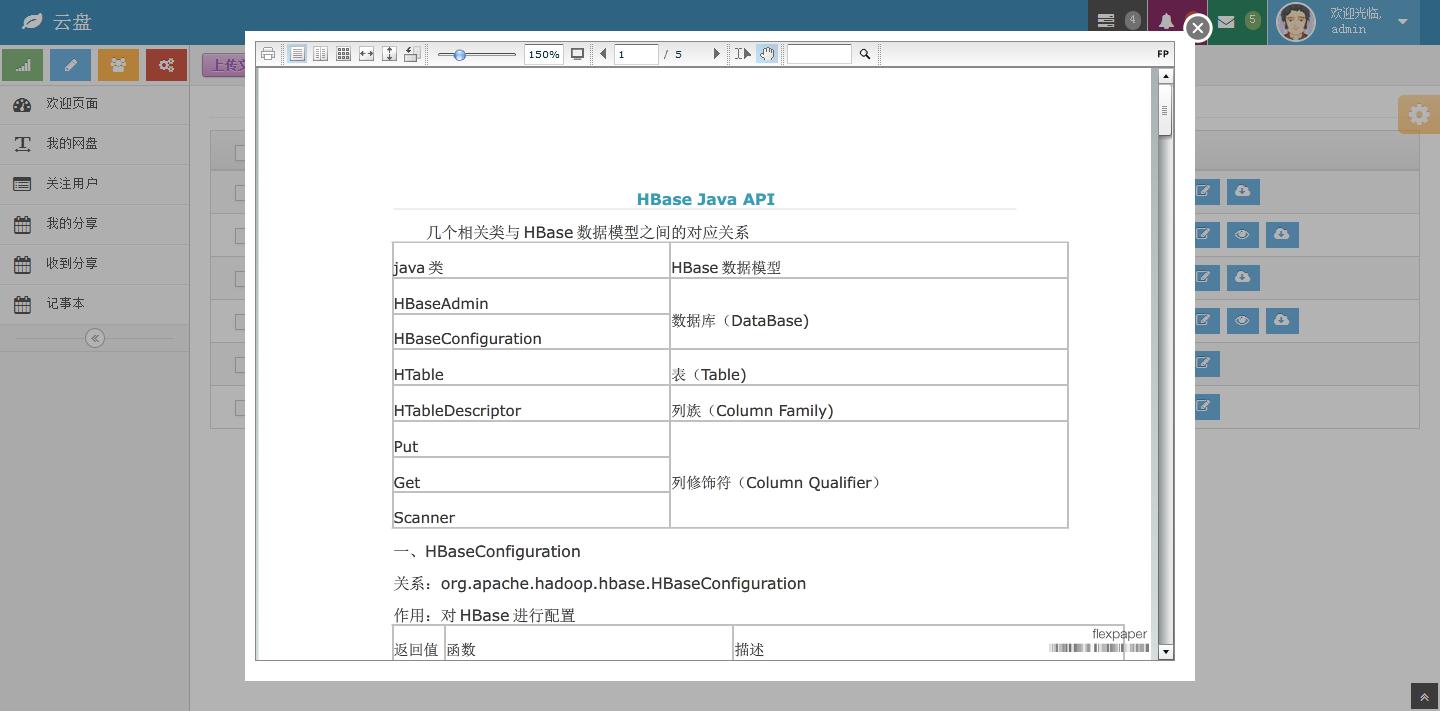 云盘
4
5
欢迎光临,
admin
上传文
欢迎页面
我的网盘
关注用户
我的分享
收到分享
记事本
150%
1
/ 5
FP
HBase Java API
几个相关类与 HBase 数据模型之间的对应关系
java 类
HBase 数据模型
HBaseAdmin
数据库（DataBase)
HBaseConfiguration
HTable
表（Table)
HTableDescriptor
列族（Column Family)
Put
Get
列修饰符（Column Qualifier）
Scanner
一、HBaseConfiguration
关系：org.apache.hadoop.hbase.HBaseConfiguration
作用：对 HBase 进行配置
返回值
函数
描述
flexpaper